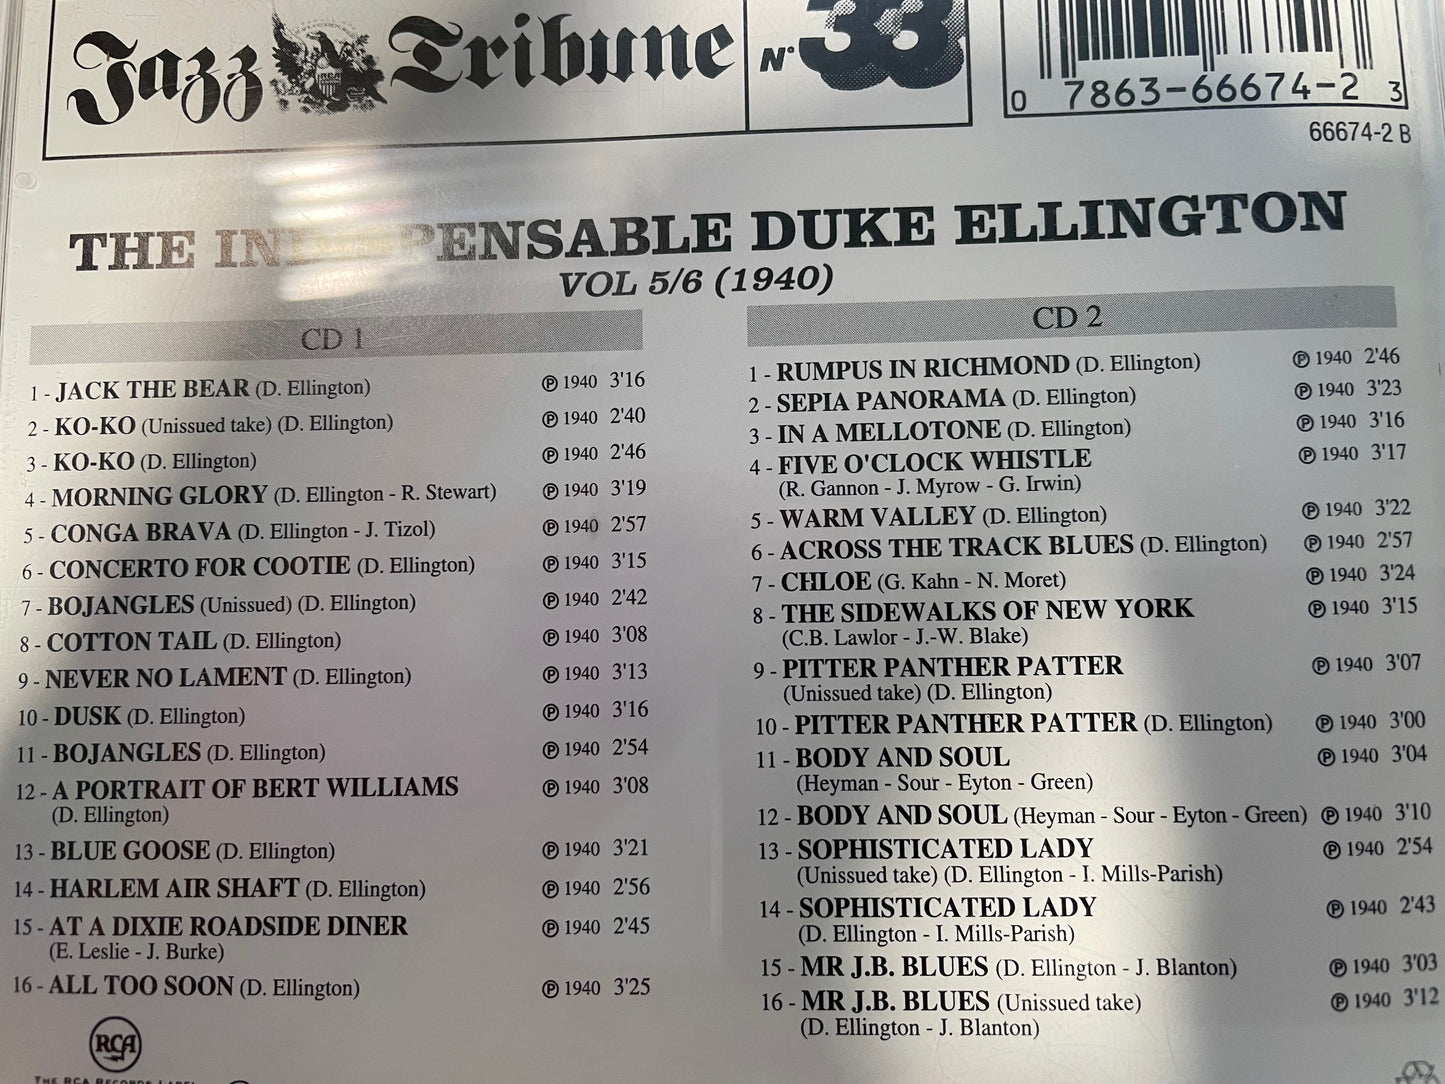 Jazz Tribune N° 33
0 7863-66674-2 3
66674-2 B
THE INDISPENSABLE DUKE ELLINGTON
VOL 5/6 (1940)
CD 1
1 - JACK THE BEAR (D. Ellington) ℗ 1940 3'16
2 - KO-KO (Unissued take) (D. Ellington) ℗ 1940 2'40
3 - KO-KO (D. Ellington) ℗ 1940 2'46
4 - MORNING GLORY (D. Ellington - R. Stewart) ℗ 1940 3'19
5 - CONGA BRAVA (D. Ellington - J. Tizol) ℗ 1940 2'57
6 - CONCERTO FOR COOTIE (D. Ellington) ℗ 1940 3'15
7 - BOJANGLES (Unissued) (D. Ellington) ℗ 1940 2'42
8 - COTTON TAIL (D. Ellington) ℗ 1940 3'08
9 - NEVER NO LAMENT (D. Ellington) ℗ 1940 3'13
10 - DUSK (D. Ellington) ℗ 1940 3'16
11 - BOJANGLES (D. Ellington) ℗ 1940 2'54
12 - A PORTRAIT OF BERT WILLIAMS ℗ 1940 3'08
(D. Ellington)
13 - BLUE GOOSE (D. Ellington) ℗ 1940 3'21
14 - HARLEM AIR SHAFT (D. Ellington) ℗ 1940 2'56
15 - AT A DIXIE ROADSIDE DINER ℗ 1940 2'45
(E. Leslie - J. Burke)
16 - ALL TOO SOON (D. Ellington) ℗ 1940 3'25
CD 2
1 - RUMPUS IN RICHMOND (D. Ellington) ℗ 1940 2'46
2 - SEPIA PANORAMA (D. Ellington) ℗ 1940 3'23
3 - IN A MELLOTONE (D. Ellington) ℗ 1940 3'16
4 - FIVE O'CLOCK WHISTLE ℗ 1940 3'17
(R. Gannon - J. Myrow - G. Irwin)
5 - WARM VALLEY (D. Ellington) ℗ 1940 3'22
6 - ACROSS THE TRACK BLUES (D. Ellington) ℗ 1940 2'57
7 - CHLOE (G. Kahn - N. Moret) ℗ 1940 3'24
8 - THE SIDEWALKS OF NEW YORK ℗ 1940 3'15
(C.B. Lawlor - J.-W. Blake)
9 - PITTER PANTHER PATTER ℗ 1940 3'07
(Unissued take) (D. Ellington)
10 - PITTER PANTHER PATTER (D. Ellington) ℗ 1940 3'00
11 - BODY AND SOUL ℗ 1940 3'04
(Heyman - Sour - Eyton - Green)
12 - BODY AND SOUL (Heyman - Sour - Eyton - Green) ℗ 1940 3'10
13 - SOPHISTICATED LADY ℗ 1940 2'54
(Unissued take) (D. Ellington - I. Mills-Parish)
14 - SOPHISTICATED LADY ℗ 1940 2'43
(D. Ellington - I. Mills-Parish)
15 - MR J.B. BLUES (D. Ellington - J. Blanton) ℗ 1940 3'03
16 - MR J.B. BLUES (Unissued take) ℗ 1940 3'12
(D. Ellington - J. Blanton)
RCA
THE RCA RECORDS LABEL